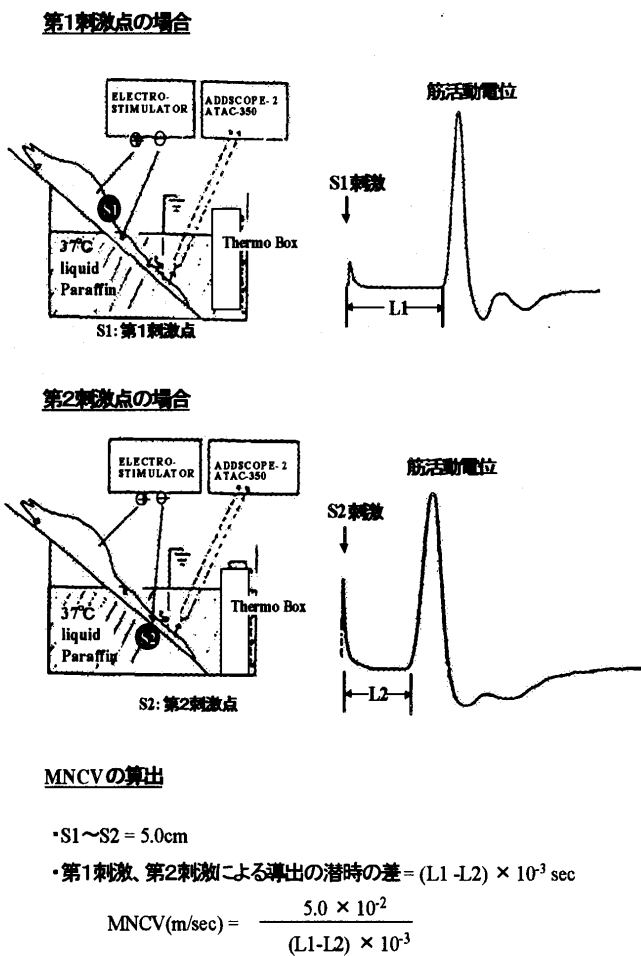 第1刺激点の場合
ELECTRO-
STIMULATOR
ADDSCOPE-2
ATAC-350
筋活動電位
S1刺激
S1
37℃
liquid
Paraffin
Thermo Box
L1
S1:第1刺激点
第2刺激点の場合
ELECTRO-
STIMULATOR
ADDSCOPE-2
ATAC-350
筋活動電位
S2刺激
37℃
liquid
Paraffin
S2
Thermo Box
L2
S2:第2刺激点
MNCVの算出
・S1~S2 = 5.0cm
・第1刺激、第2刺激による導出の潜時の差= (L1 -L2) × 10⁻³ sec
MNCV(m/sec) =
5.0 × 10⁻²
(L1-L2) × 10⁻³